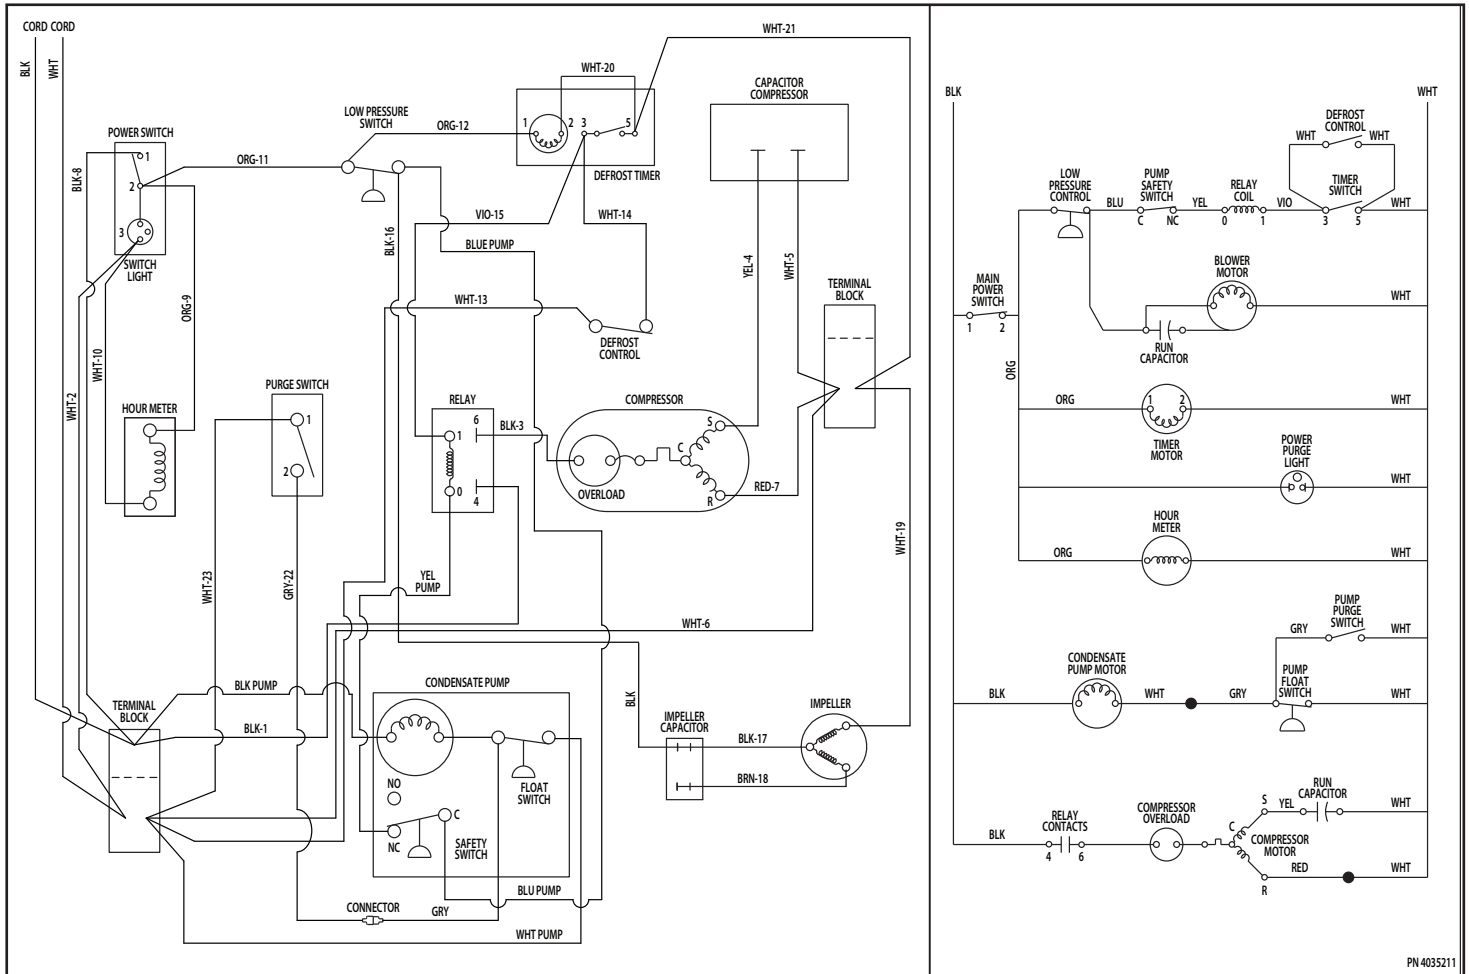 CORD CORD
BLK
WHT
POWER SWITCH
1
2
3
SWITCH
LIGHT
BLK-8
WHT-2
WHT-10
ORG-9
HOUR METER
ORG-11
LOW PRESSURE
SWITCH
ORG-12
WHT-20
1
2
3
5
DEFROST TIMER
WHT-21
CAPACITOR
COMPRESSOR
VIO-15
WHT-14
BLK-16
BLUE PUMP
WHT-13
DEFROST
CONTROL
YEL-4
WHT-5
TERMINAL
BLOCK
PURGE SWITCH
1
2
RELAY
6
1
0
4
BLK-3
COMPRESSOR
S
C
R
OVERLOAD
RED-7
WHT-19
WHT-23
GRY-22
YEL
PUMP
WHT-6
BLK PUMP
TERMINAL
BLOCK
BLK-1
CONDENSATE PUMP
NO
NC
C
FLOAT
SWITCH
SAFETY
SWITCH
BLK
IMPELLER
CAPACITOR
BLK-17
BRN-18
IMPELLER
BLU PUMP
CONNECTOR
GRY
WHT PUMP
BLK
WHT
DEFROST
CONTROL
WHT
WHT
LOW
PRESSURE
CONTROL
BLU
PUMP
SAFETY
SWITCH
C
NC
YEL
RELAY
COIL
0
1
VIO
TIMER
SWITCH
3
5
WHT
BLOWER
MOTOR
WHT
MAIN
POWER
SWITCH
1
2
RUN
CAPACITOR
ORG
ORG
1
2
TIMER
MOTOR
WHT
POWER
PURGE
LIGHT
WHT
HOUR
METER
ORG
WHT
PUMP
PURGE
SWITCH
GRY
WHT
CONDENSATE
PUMP MOTOR
BLK
WHT
GRY
PUMP
FLOAT
SWITCH
WHT
RUN
CAPACITOR
S
YEL
WHT
BLK
RELAY
CONTACTS
4
6
COMPRESSOR
OVERLOAD
C
COMPRESSOR
MOTOR
RED
R
WHT
PN 4035211